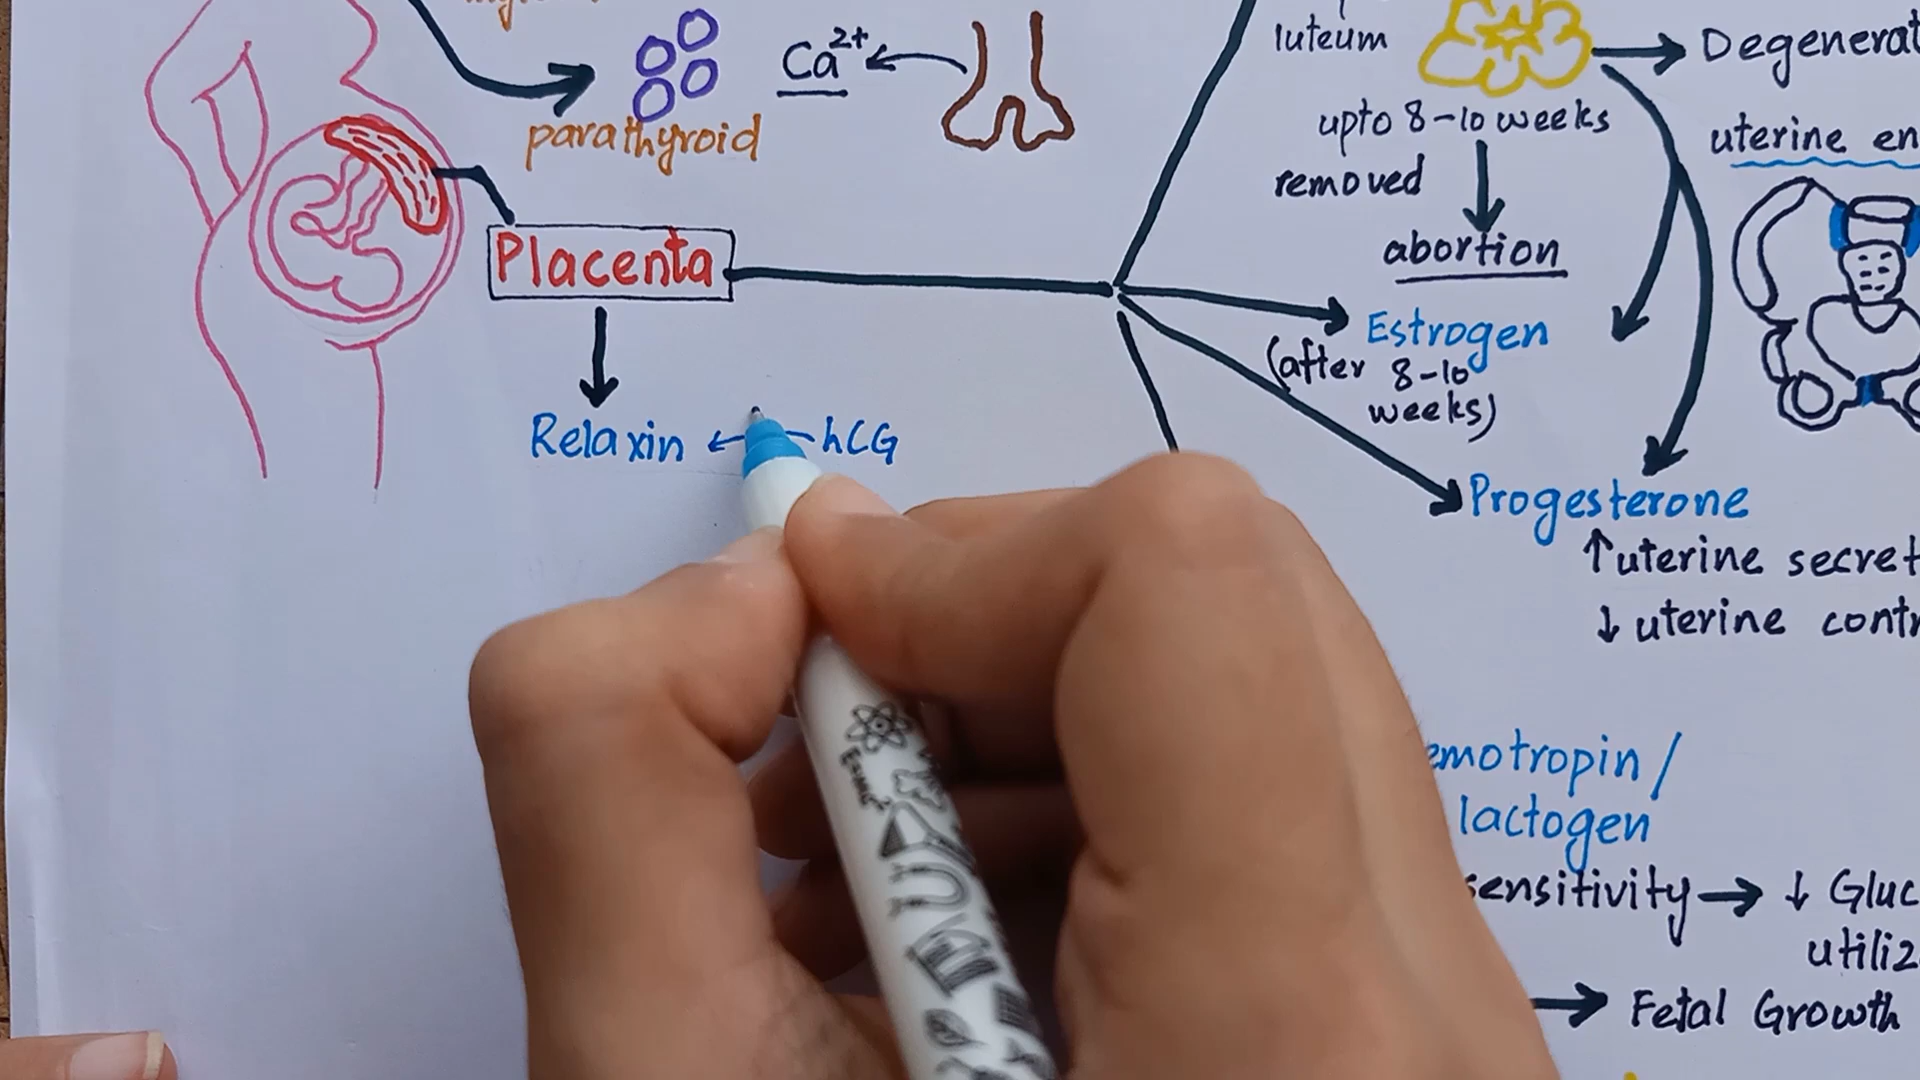 Ca²⁺
parathyroid
luteum
Degenerat
upto 8-10 weeks
removed
uterine en
abortion
Placenta
Estrogen
(after 8-10
weeks)
Relaxin
hCG
Progesterone
↑uterine secret
↓ uterine contr
emotropin/
lactogen
sensitivity → ↓ Gluc
utiliz
→ Fetal Growth